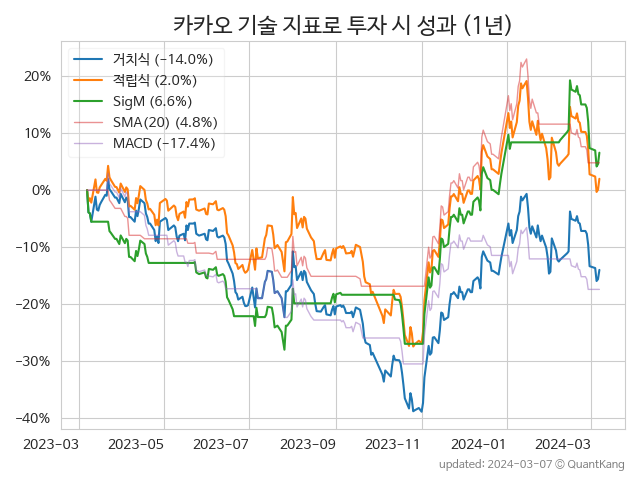 카카오 기술 지표로 투자 시 성과 (1년)
거치식 (−14.0%)
적립식 (2.0%)
SigM (6.6%)
SMA(20) (4.8%)
MACD (−17.4%)
20%
10%
0%
−10%
−20%
−30%
−40%
2023−03 2023−05 2023−07 2023−09 2023−11 2024−01 2024−03
updated: 2024−03−07 ⓒ QuantKang